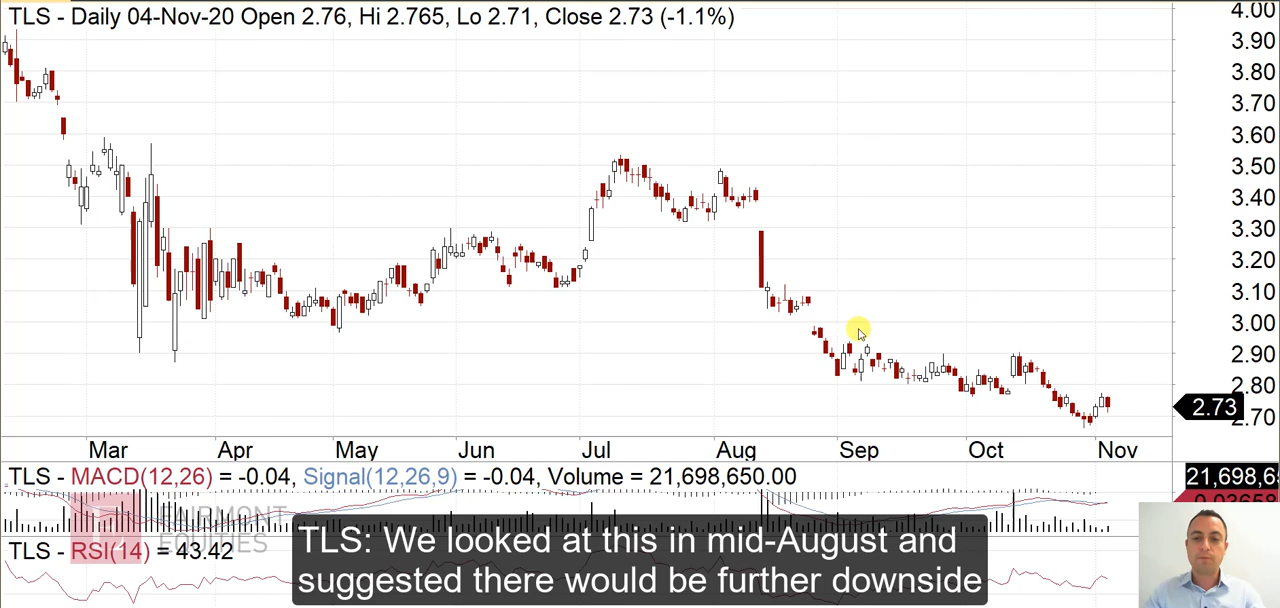 TLS - Daily 04-Nov-20 Open 2.76, Hi 2.765, Lo 2.71, Close 2.73 (-1.1%)
4.00
3.90
3.80
3.70
3.60
3.50
3.40
3.30
3.20
3.10
3.00
2.90
2.80
2.73
2.70
Mar Apr May Jun Jul Aug Sep Oct Nov
TLS - MACD(12,26) = -0.04, Signal(12,26,9) = -0.04, Volume = 21,698,650.00
21,698,6
EQUITIES
TLS - RSI(14) = 43.42
TLS: We looked at this in mid-August and
suggested there would be further downside